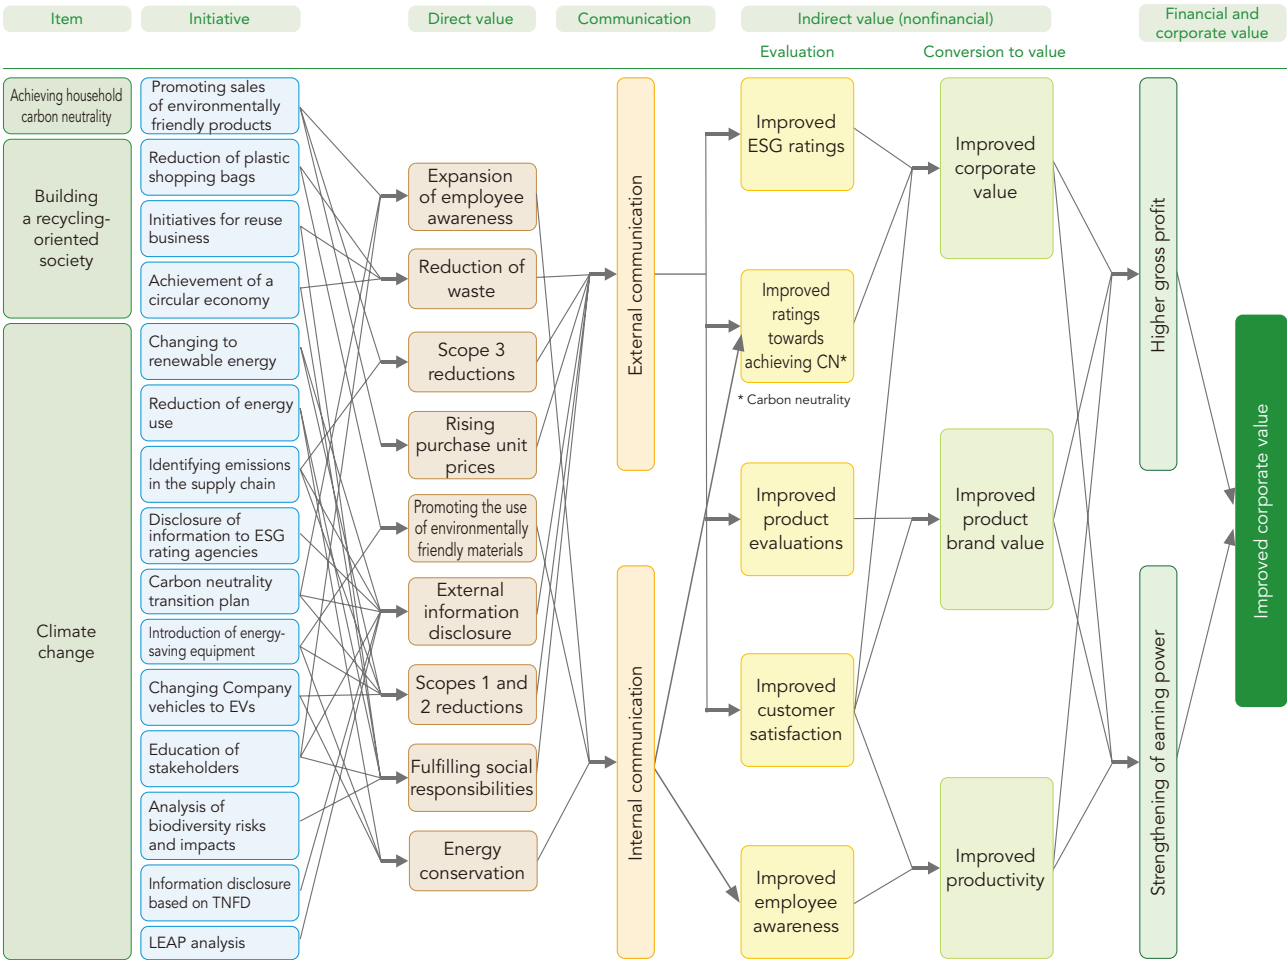 Item
Initiative
Direct value
Communication
Indirect value (nonfinancial)
Financial and
corporate value
Evaluation
Conversion to value
Achieving household
carbon neutrality
Building
a recycling-
oriented
society
Climate
change
Promoting sales
of environmentally
friendly products
Reduction of plastic
shopping bags
Initiatives for reuse
business
Achievement of a
circular economy
Changing to
renewable energy
Reduction of energy
use
Identifying emissions
in the supply chain
Disclosure of
information to ESG
rating agencies
Carbon neutrality
transition plan
Introduction of energy-
saving equipment
Changing Company
vehicles to EVs
Education of
stakeholders
Analysis of
biodiversity risks
and impacts
Information disclosure
based on TNFD
LEAP analysis
Expansion
of employee
awareness
Reduction of
waste
Scope 3
reductions
Rising
purchase unit
prices
Promoting the use
of environmentally
friendly materials
External
information
disclosure
Scopes 1 and
2 reductions
Fulfilling social
responsibilities
Energy
conservation
External communication
Internal communication
Improved
ESG ratings
Improved
ratings
towards
achieving CN*
* Carbon neutrality
Improved
product
evaluations
Improved
customer
satisfaction
Improved
employee
awareness
Improved
corporate
value
Improved
product
brand value
Improved
productivity
Higher gross profit
Strengthening of earning power
Improved corporate value